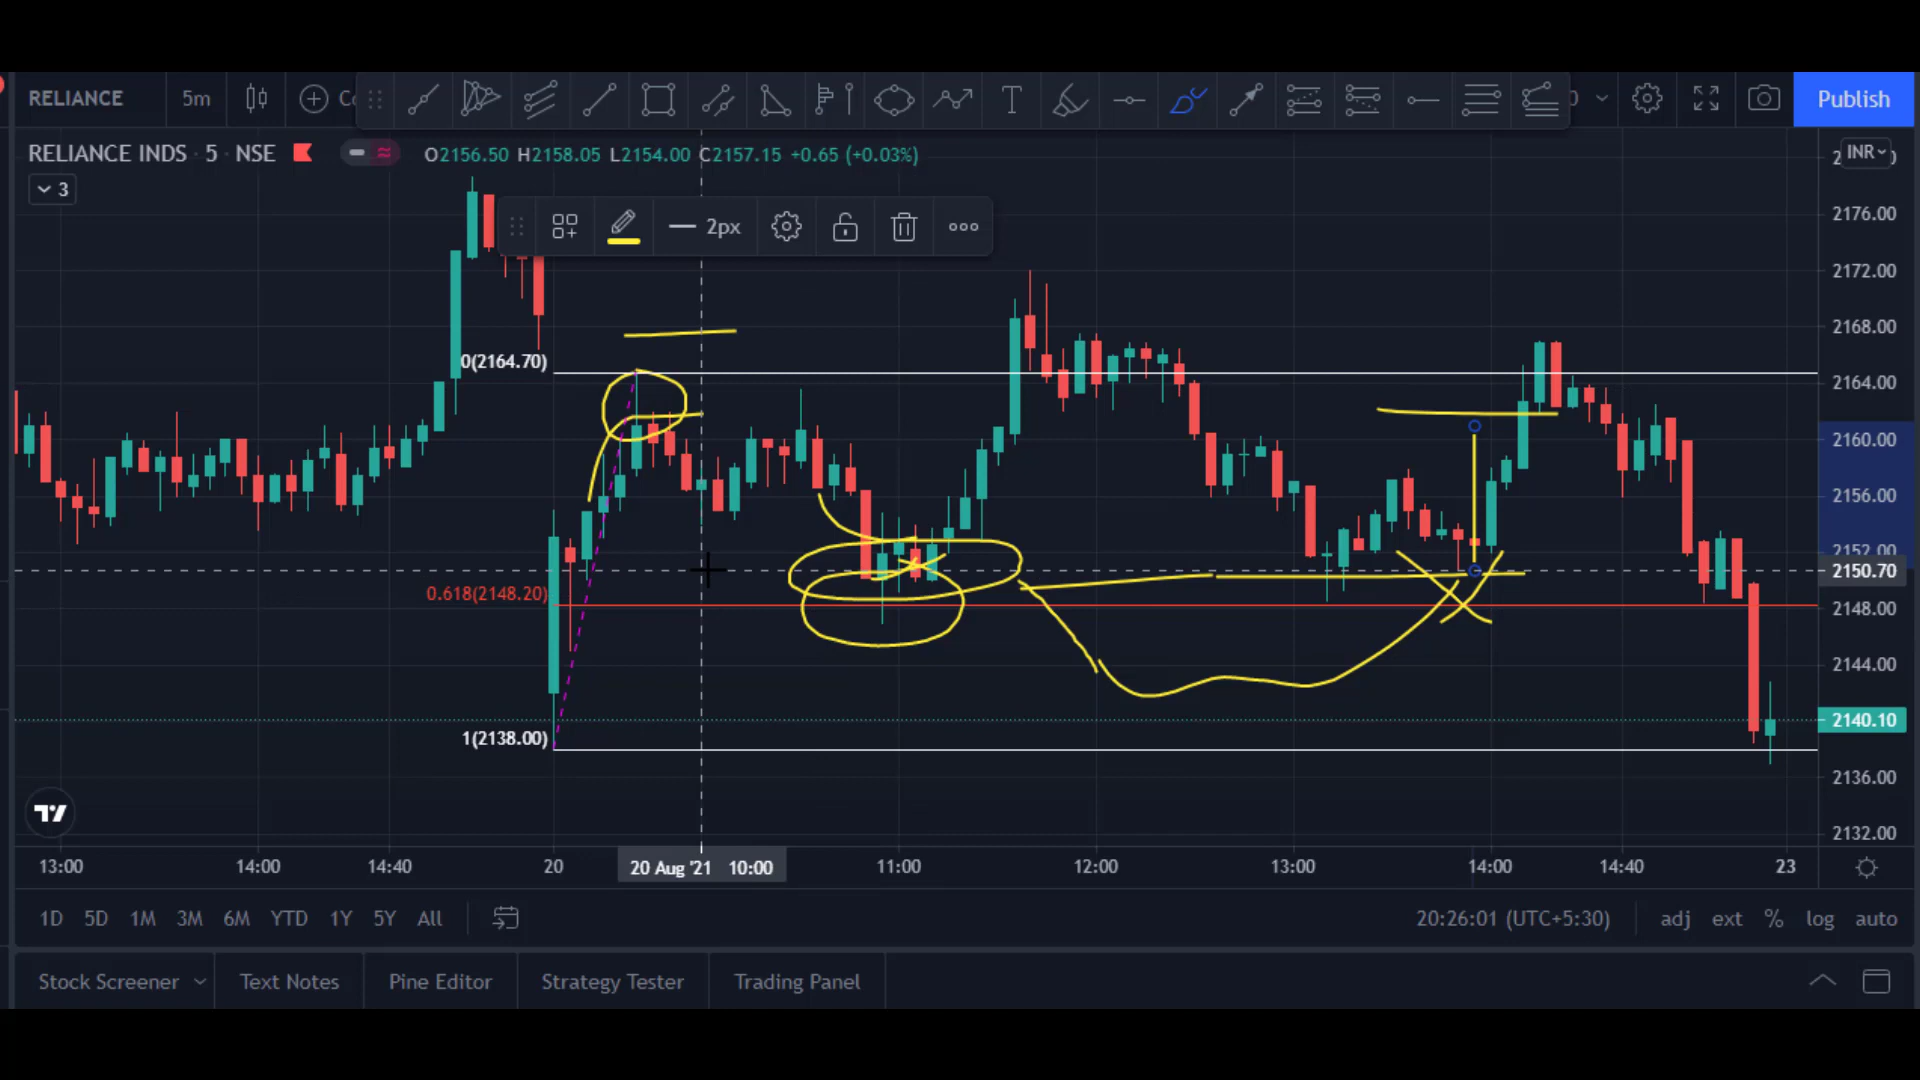 RELIANCE 5m Publish
RELIANCE INDS · 5 · NSE O2156.50 H2158.05 L2154.00 C2157.15 +0.65 (+0.03%) INR
3
2px
2176.00
2172.00
2168.00
0(2164.70)
2164.00
2160.00
2156.00
2152.00
2150.70
0.618(2148.20)
2148.00
2144.00
2140.10
1(2138.00)
2136.00
2132.00
13:00 14:00 14:40 20 20 Aug '21 10:00 11:00 12:00 13:00 14:00 14:40 23
1D 5D 1M 3M 6M YTD 1Y 5Y All 20:26:01 (UTC+5:30) adj ext % log auto
Stock Screener Text Notes Pine Editor Strategy Tester Trading Panel